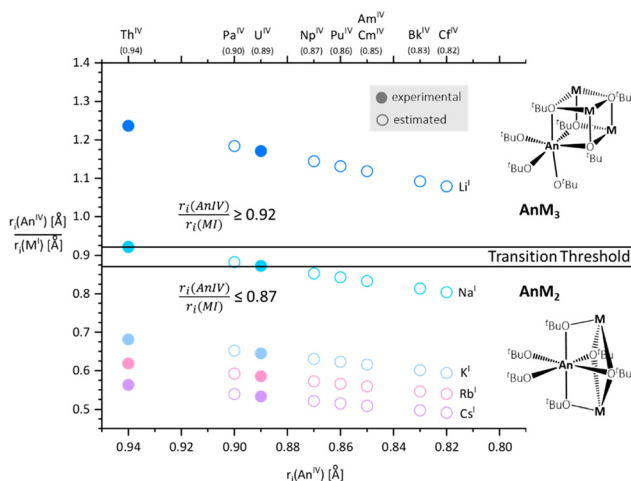 Am^IV
Th^IV Pa^IV U^IV Np^IV Pu^IV Cm^IV Bk^IV Cf^IV
(0.94) (0.90) (0.89) (0.87) (0.86) (0.85) (0.83) (0.82)
1.4
1.3
1.2
1.1
1.0
0.9
0.8
0.7
0.6
0.5
r_i(An^IV) [Å]
r_i(M^I) [Å]
experimental
estimated
Li^I
r_i(AnIV)
r_i(MI)
≥ 0.92
Transition Threshold
r_i(AnIV)
r_i(MI)
≤ 0.87
Na^I
K^I
Rb^I
Cs^I
0.94 0.92 0.90 0.88 0.86 0.84 0.82 0.80
r_i(An^IV) [Å]
M
^tBuO M O^tBu
^tBuO M
^tBuO An O
^tBu
^tBuO
O^tBu
AnM₃
AnM₂
M
^tBuO
^tBuO O^tBu
An
^tBuO O^tBu
^tBuO
M